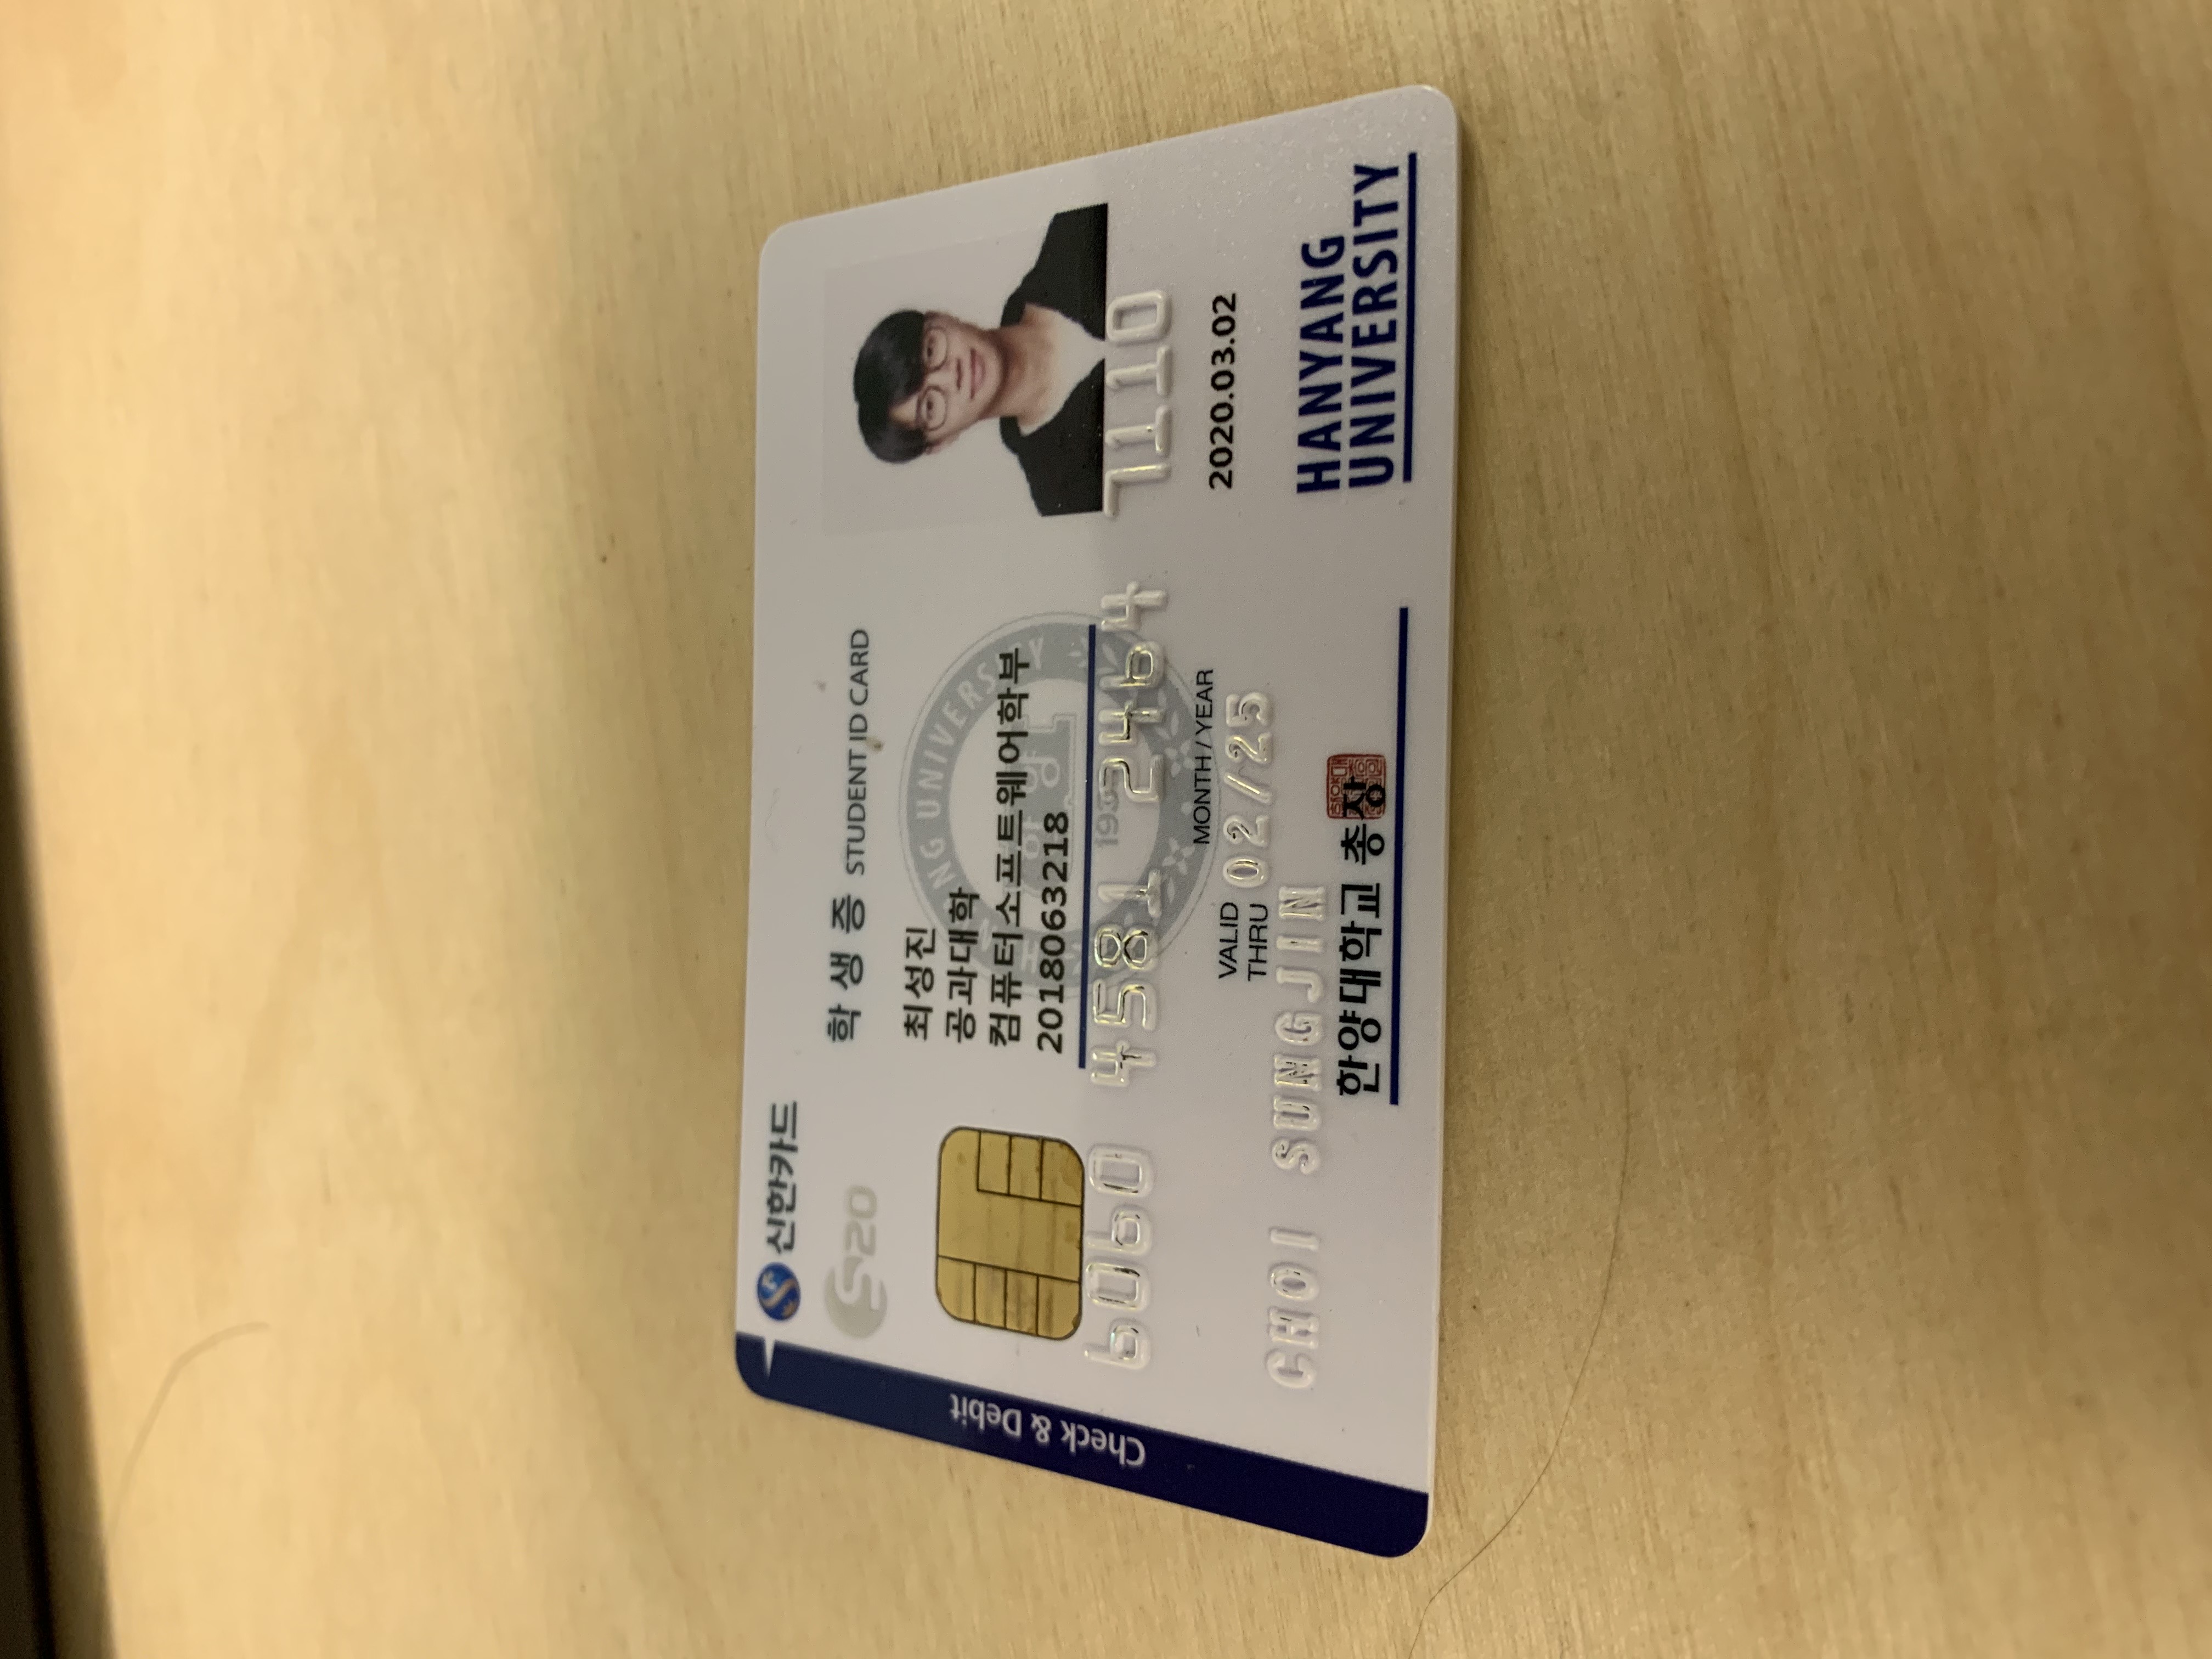 신한카드
S20
학생증 STUDENT ID CARD
최성진
공과대학
컴퓨터소프트웨어학부
2018063218
HANYANG UNIVERSITY
한양
6060 4581 2464 7110
MONTH / YEAR
VALID THRU 02/25
2020.03.02
CHOI SUNGJIN
한양대학교 총장
HANYANG
UNIVERSITY
Check & Debit